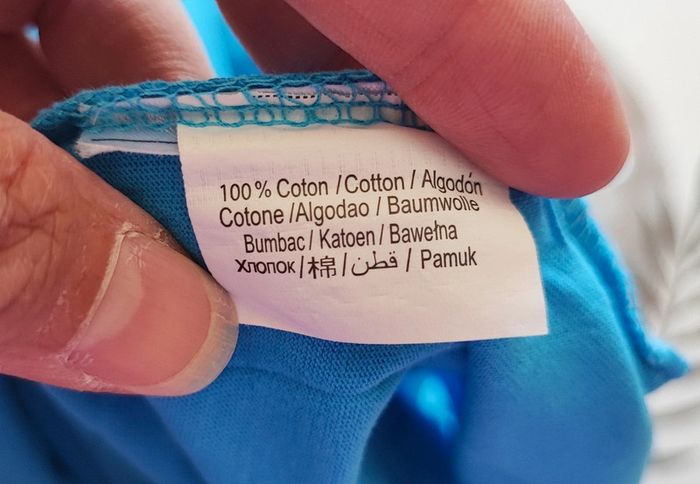 100 % Coton / Cotton / Algodón
Cotone / Algodao / Baumwolle
Bumbac / Katoen / Bawełna
Хлопок / 棉 / قطن / Pamuk